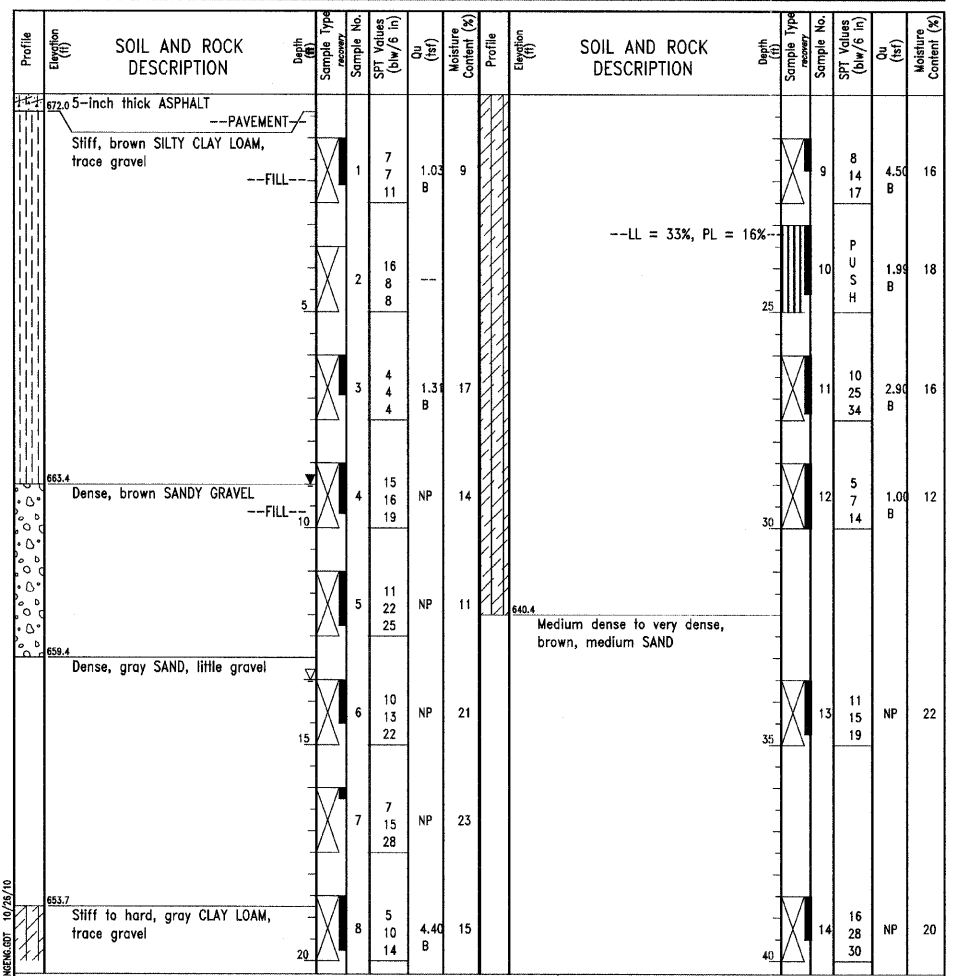 Profile
Elevation (ft)
SOIL AND ROCK DESCRIPTION
Depth (ft)
Sample Type
recovery
Sample No.
SPT Values (blw/6 in)
Qu (tsf)
Moisture Content (%)
Profile
Elevation (ft)
SOIL AND ROCK DESCRIPTION
Depth (ft)
Sample Type
recovery
Sample No.
SPT Values (blw/6 in)
Qu (tsf)
Moisture Content (%)
672.0 5-inch thick ASPHALT
--PAVEMENT--
Stiff, brown SILTY CLAY LOAM,
trace gravel
--FILL--
1
7
7
11
1.03
B
9
2
16
8
8
--
5
3
4
4
4
1.31
B
17
663.4
Dense, brown SANDY GRAVEL
--FILL--
10
4
15
16
19
NP
14
5
11
22
25
NP
11
659.4
Dense, gray SAND, little gravel
6
10
13
22
NP
21
15
7
7
15
28
NP
23
653.7
Stiff to hard, gray CLAY LOAM,
trace gravel
20
8
5
10
14
4.40
B
15
9
8
14
17
4.50
B
16
--LL = 33%, PL = 16%--
10
P
U
S
H
1.99
B
18
25
11
10
25
34
2.90
B
16
12
5
7
14
1.00
B
12
30
640.4
Medium dense to very dense,
brown, medium SAND
13
11
15
19
NP
22
35
14
16
28
30
NP
20
40
NGENG.GDT 10/26/10